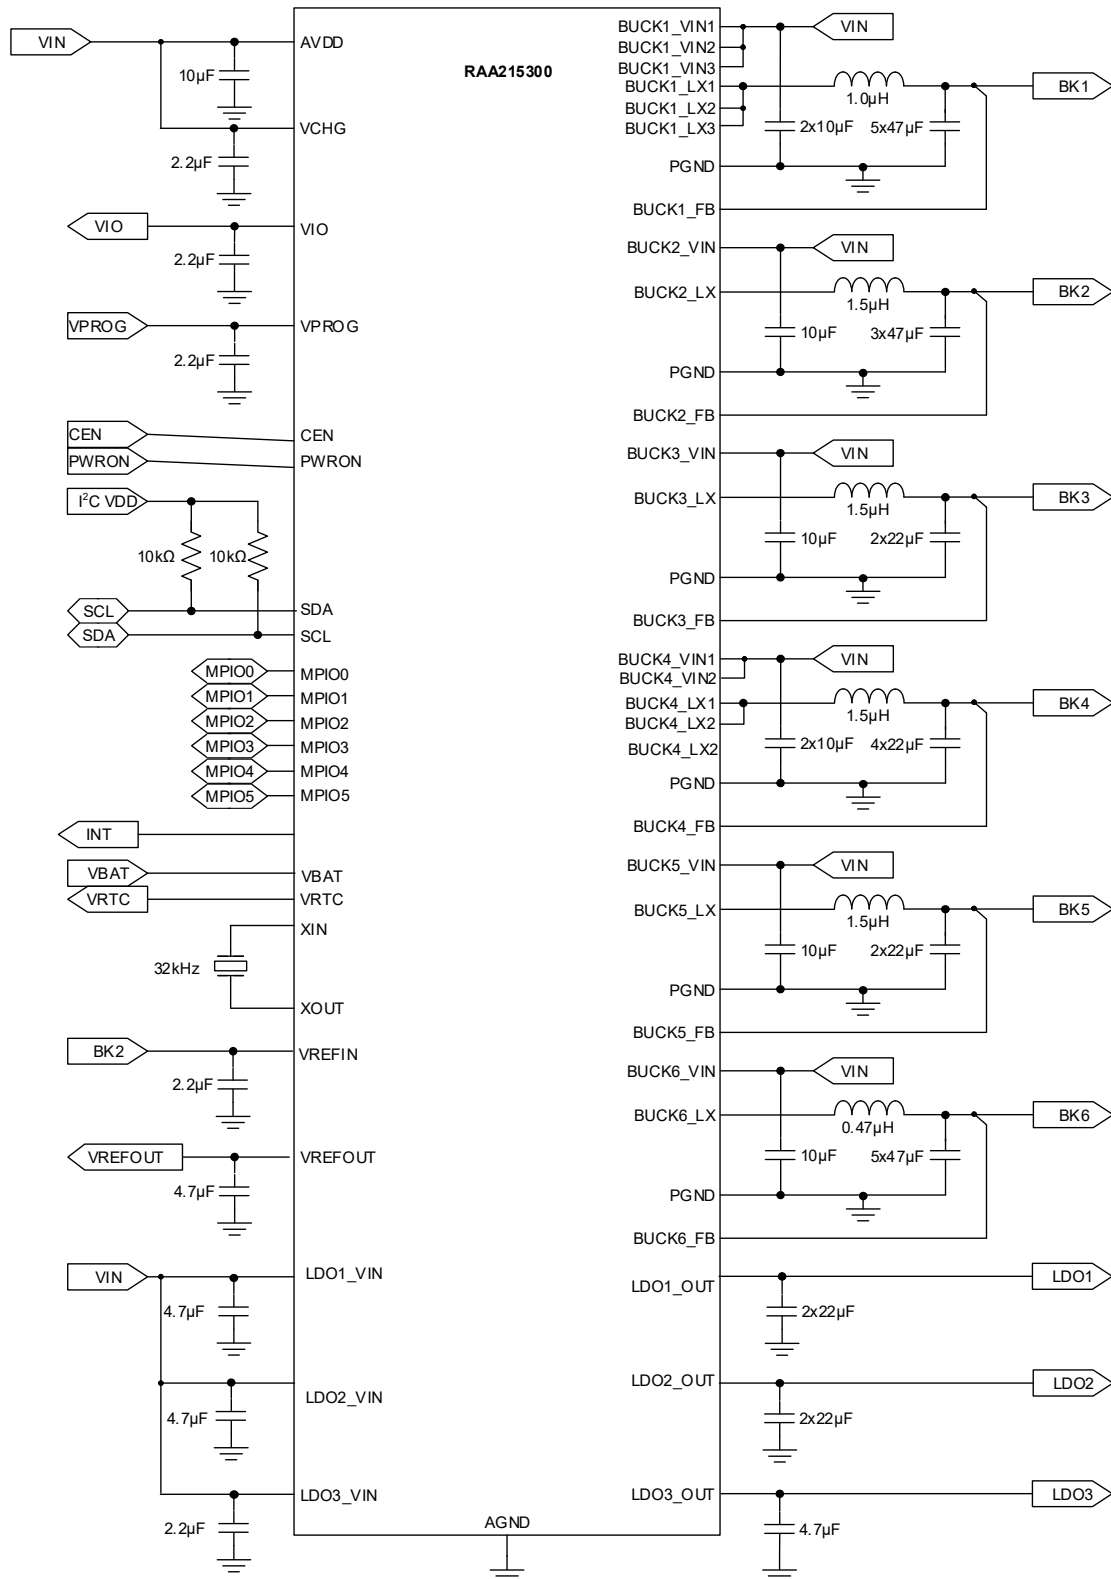 RAA215300
VIN
AVDD
10µF
VCHG
2.2µF
VIO
VIO
2.2µF
VPROG
VPROG
2.2µF
CEN
CEN
PWRON
PWRON
I²C VDD
10kΩ
10kΩ
SCL
SDA
SDA
SCL
MPIO0
MPIO0
MPIO1
MPIO1
MPIO2
MPIO2
MPIO3
MPIO3
MPIO4
MPIO4
MPIO5
MPIO5
INT
VBAT
VBAT
VRTC
VRTC
XIN
32kHz
XOUT
BK2
VREFIN
2.2µF
VREFOUT
VREFOUT
4.7µF
VIN
LDO1_VIN
4.7µF
LDO2_VIN
4.7µF
LDO3_VIN
2.2µF
AGND
BUCK1_VIN1
VIN
BUCK1_VIN2
BUCK1_VIN3
BUCK1_LX1
1.0µH
BK1
BUCK1_LX2
BUCK1_LX3
2x10µF
5x47µF
PGND
BUCK1_FB
BUCK2_VIN
VIN
BUCK2_LX
1.5µH
BK2
10µF
3x47µF
PGND
BUCK2_FB
BUCK3_VIN
VIN
BUCK3_LX
1.5µH
BK3
10µF
2x22µF
PGND
BUCK3_FB
BUCK4_VIN1
VIN
BUCK4_VIN2
BUCK4_LX1
1.5µH
BK4
BUCK4_LX2
BUCK4_LX2
2x10µF
4x22µF
PGND
BUCK4_FB
BUCK5_VIN
VIN
BUCK5_LX
1.5µH
BK5
10µF
2x22µF
PGND
BUCK5_FB
BUCK6_VIN
VIN
BUCK6_LX
0.47µH
BK6
10µF
5x47µF
PGND
BUCK6_FB
LDO1_OUT
LDO1
2x22µF
LDO2_OUT
LDO2
2x22µF
LDO3_OUT
LDO3
4.7µF